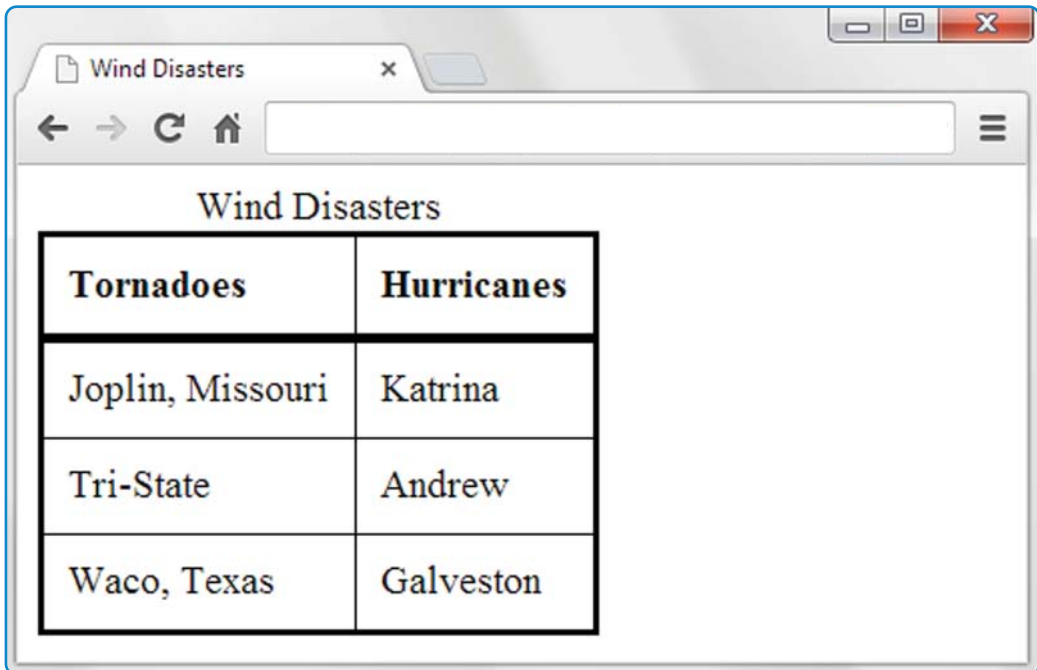 Wind Disasters
Wind Disasters
Tornadoes Hurricanes
Joplin, Missouri Katrina
Tri-State Andrew
Waco, Texas Galveston